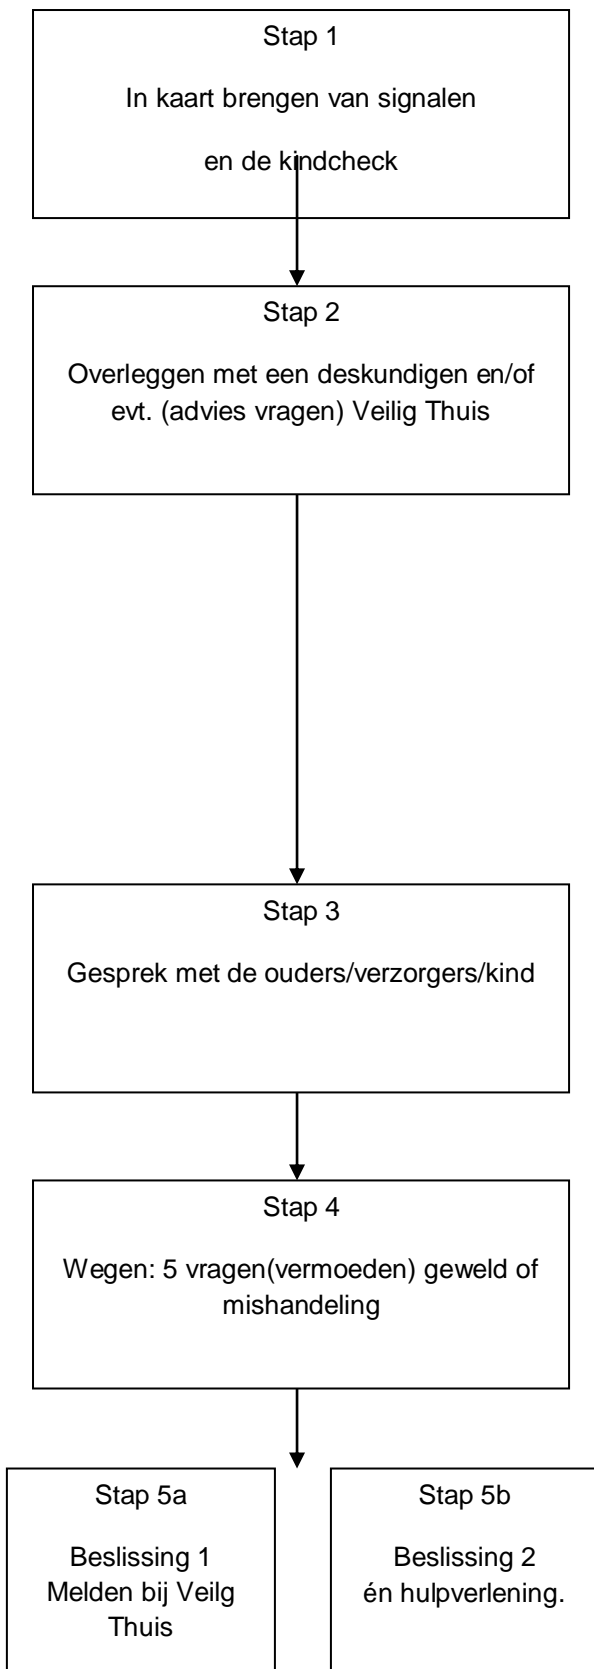 Stap 1
In kaart brengen van signalen
en de kindcheck
Stap 2
Overleggen met een deskundigen en/of
evt. (advies vragen) Veilig Thuis
Stap 3
Gesprek met de ouders/verzorgers/kind
Stap 4
Wegen: 5 vragen(vermoeden) geweld of
mishandeling
Stap 5a
Beslissing 1
Melden bij Veilg
Thuis
Stap 5b
Beslissing 2
én hulpverlening.